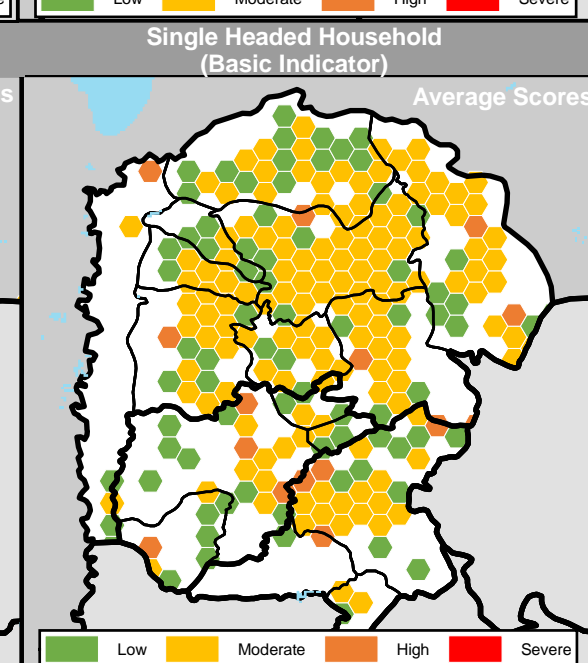 Low Moderate High Severe
Single Headed Household
(Basic Indicator)
Average Scores
Low Moderate High Severe